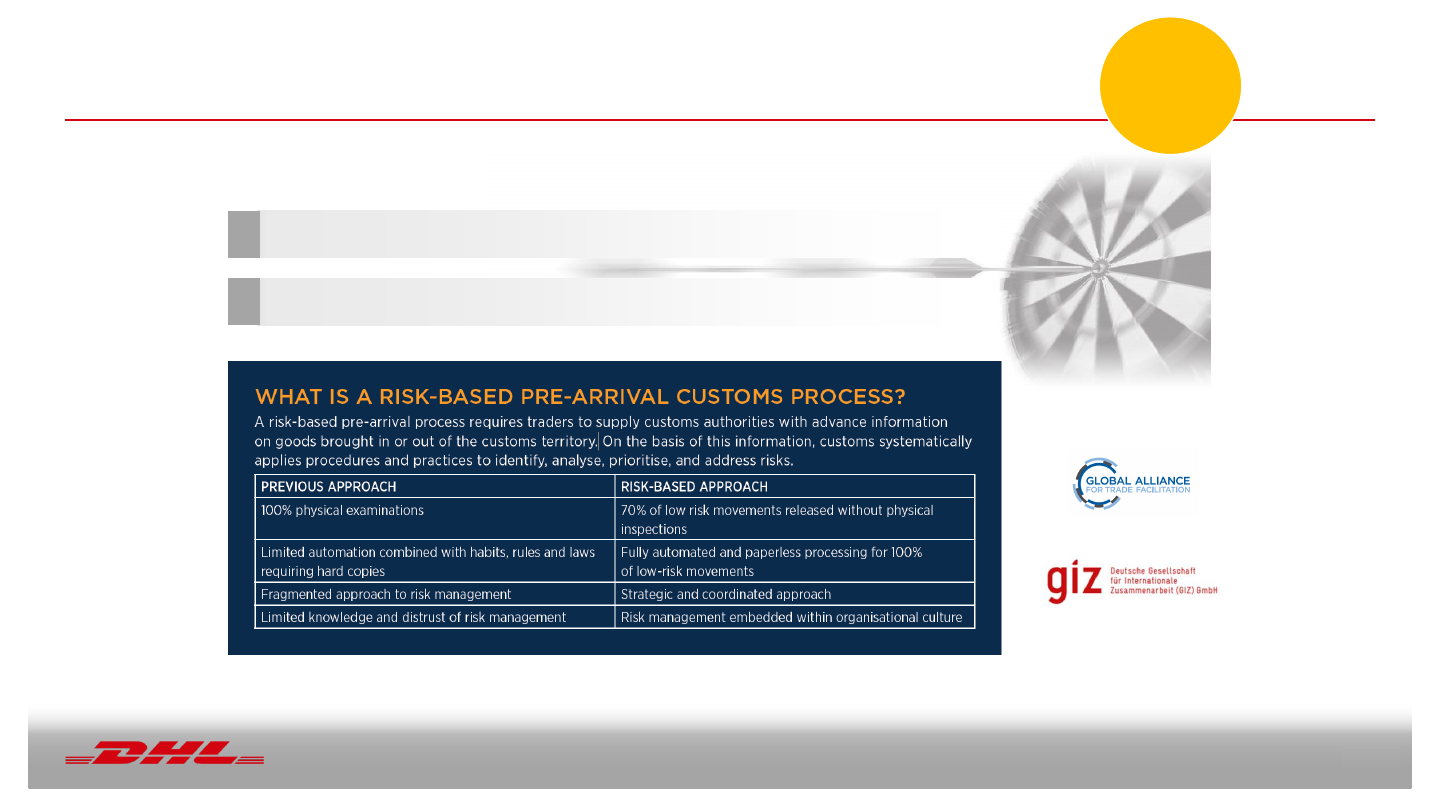 WHAT IS A RISK-BASED PRE-ARRIVAL CUSTOMS PROCESS?
A risk-based pre-arrival process requires traders to supply customs authorities with advance information
on goods brought in or out of the customs territory. On the basis of this information, customs systematically
applies procedures and practices to identify, analyse, prioritise, and address risks.
PREVIOUS APPROACH
RISK-BASED APPROACH
100% physical examinations
70% of low risk movements released without physical
inspections
Limited automation combined with habits, rules and laws
requiring hard copies
Fully automated and paperless processing for 100%
of low-risk movements
Fragmented approach to risk management
Strategic and coordinated approach
Limited knowledge and distrust of risk management
Risk management embedded within organisational culture
GLOBAL ALLIANCE
FOR TRADE FACILITATION
giz
Deutsche Gesellschaft
für Internationale
Zusammenarbeit (GIZ) GmbH
DHL